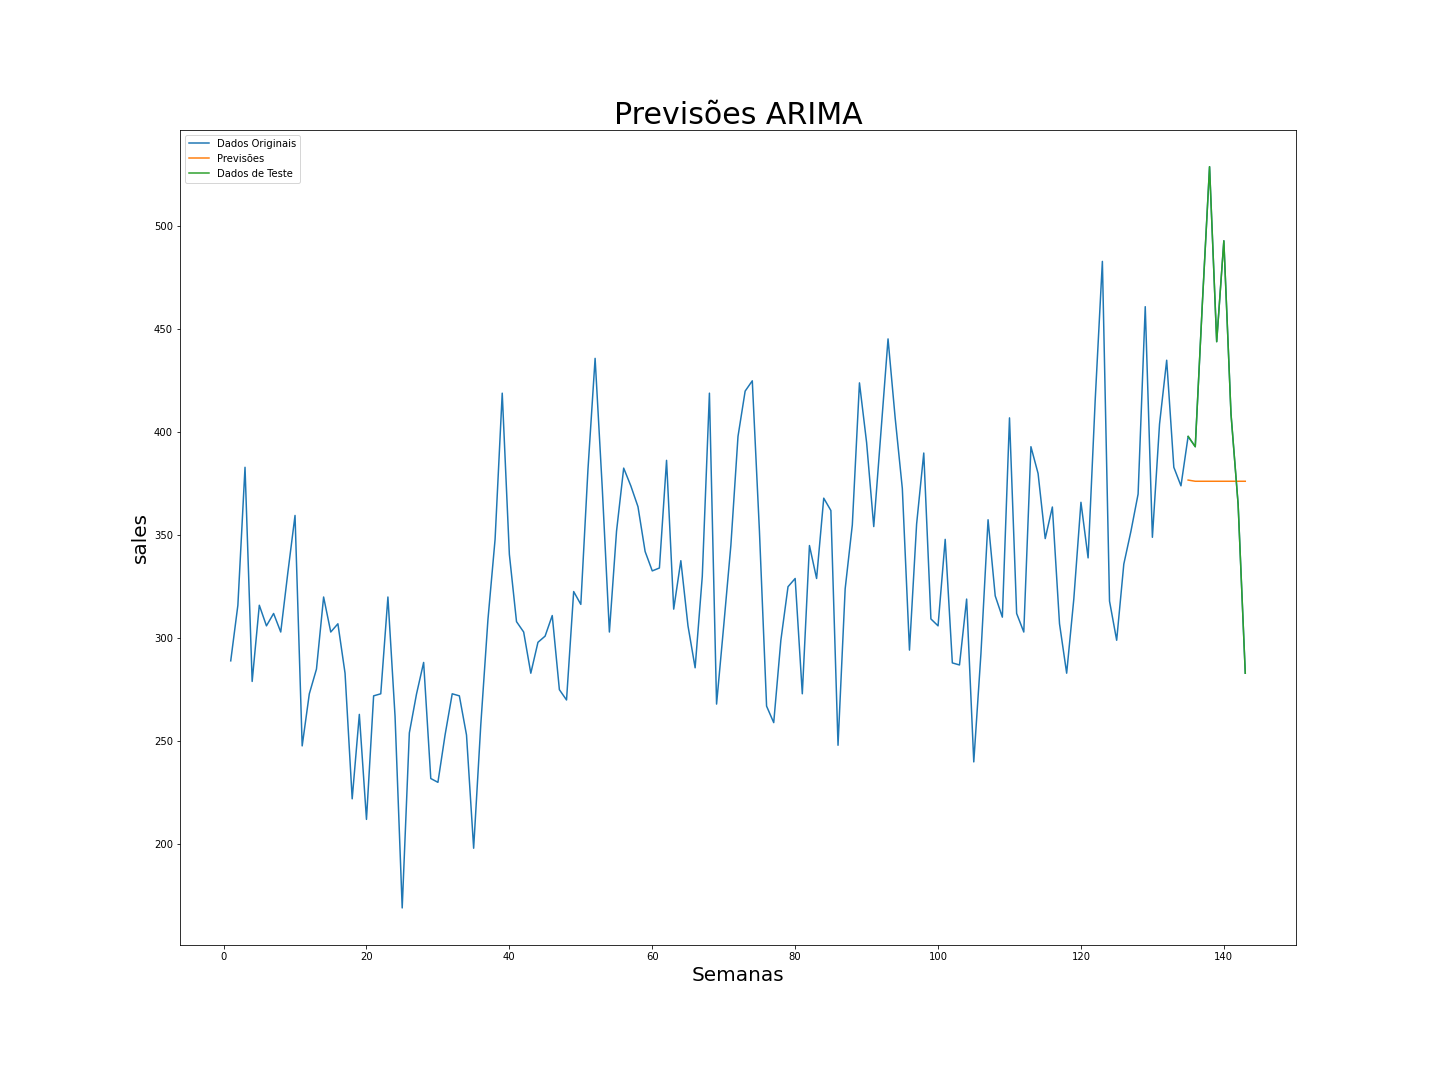 Previsões ARIMA
Dados Originais
Previsões
Dados de Teste
500
450
400
350
300
250
200
sales
0 20 40 60 80 100 120 140
Semanas